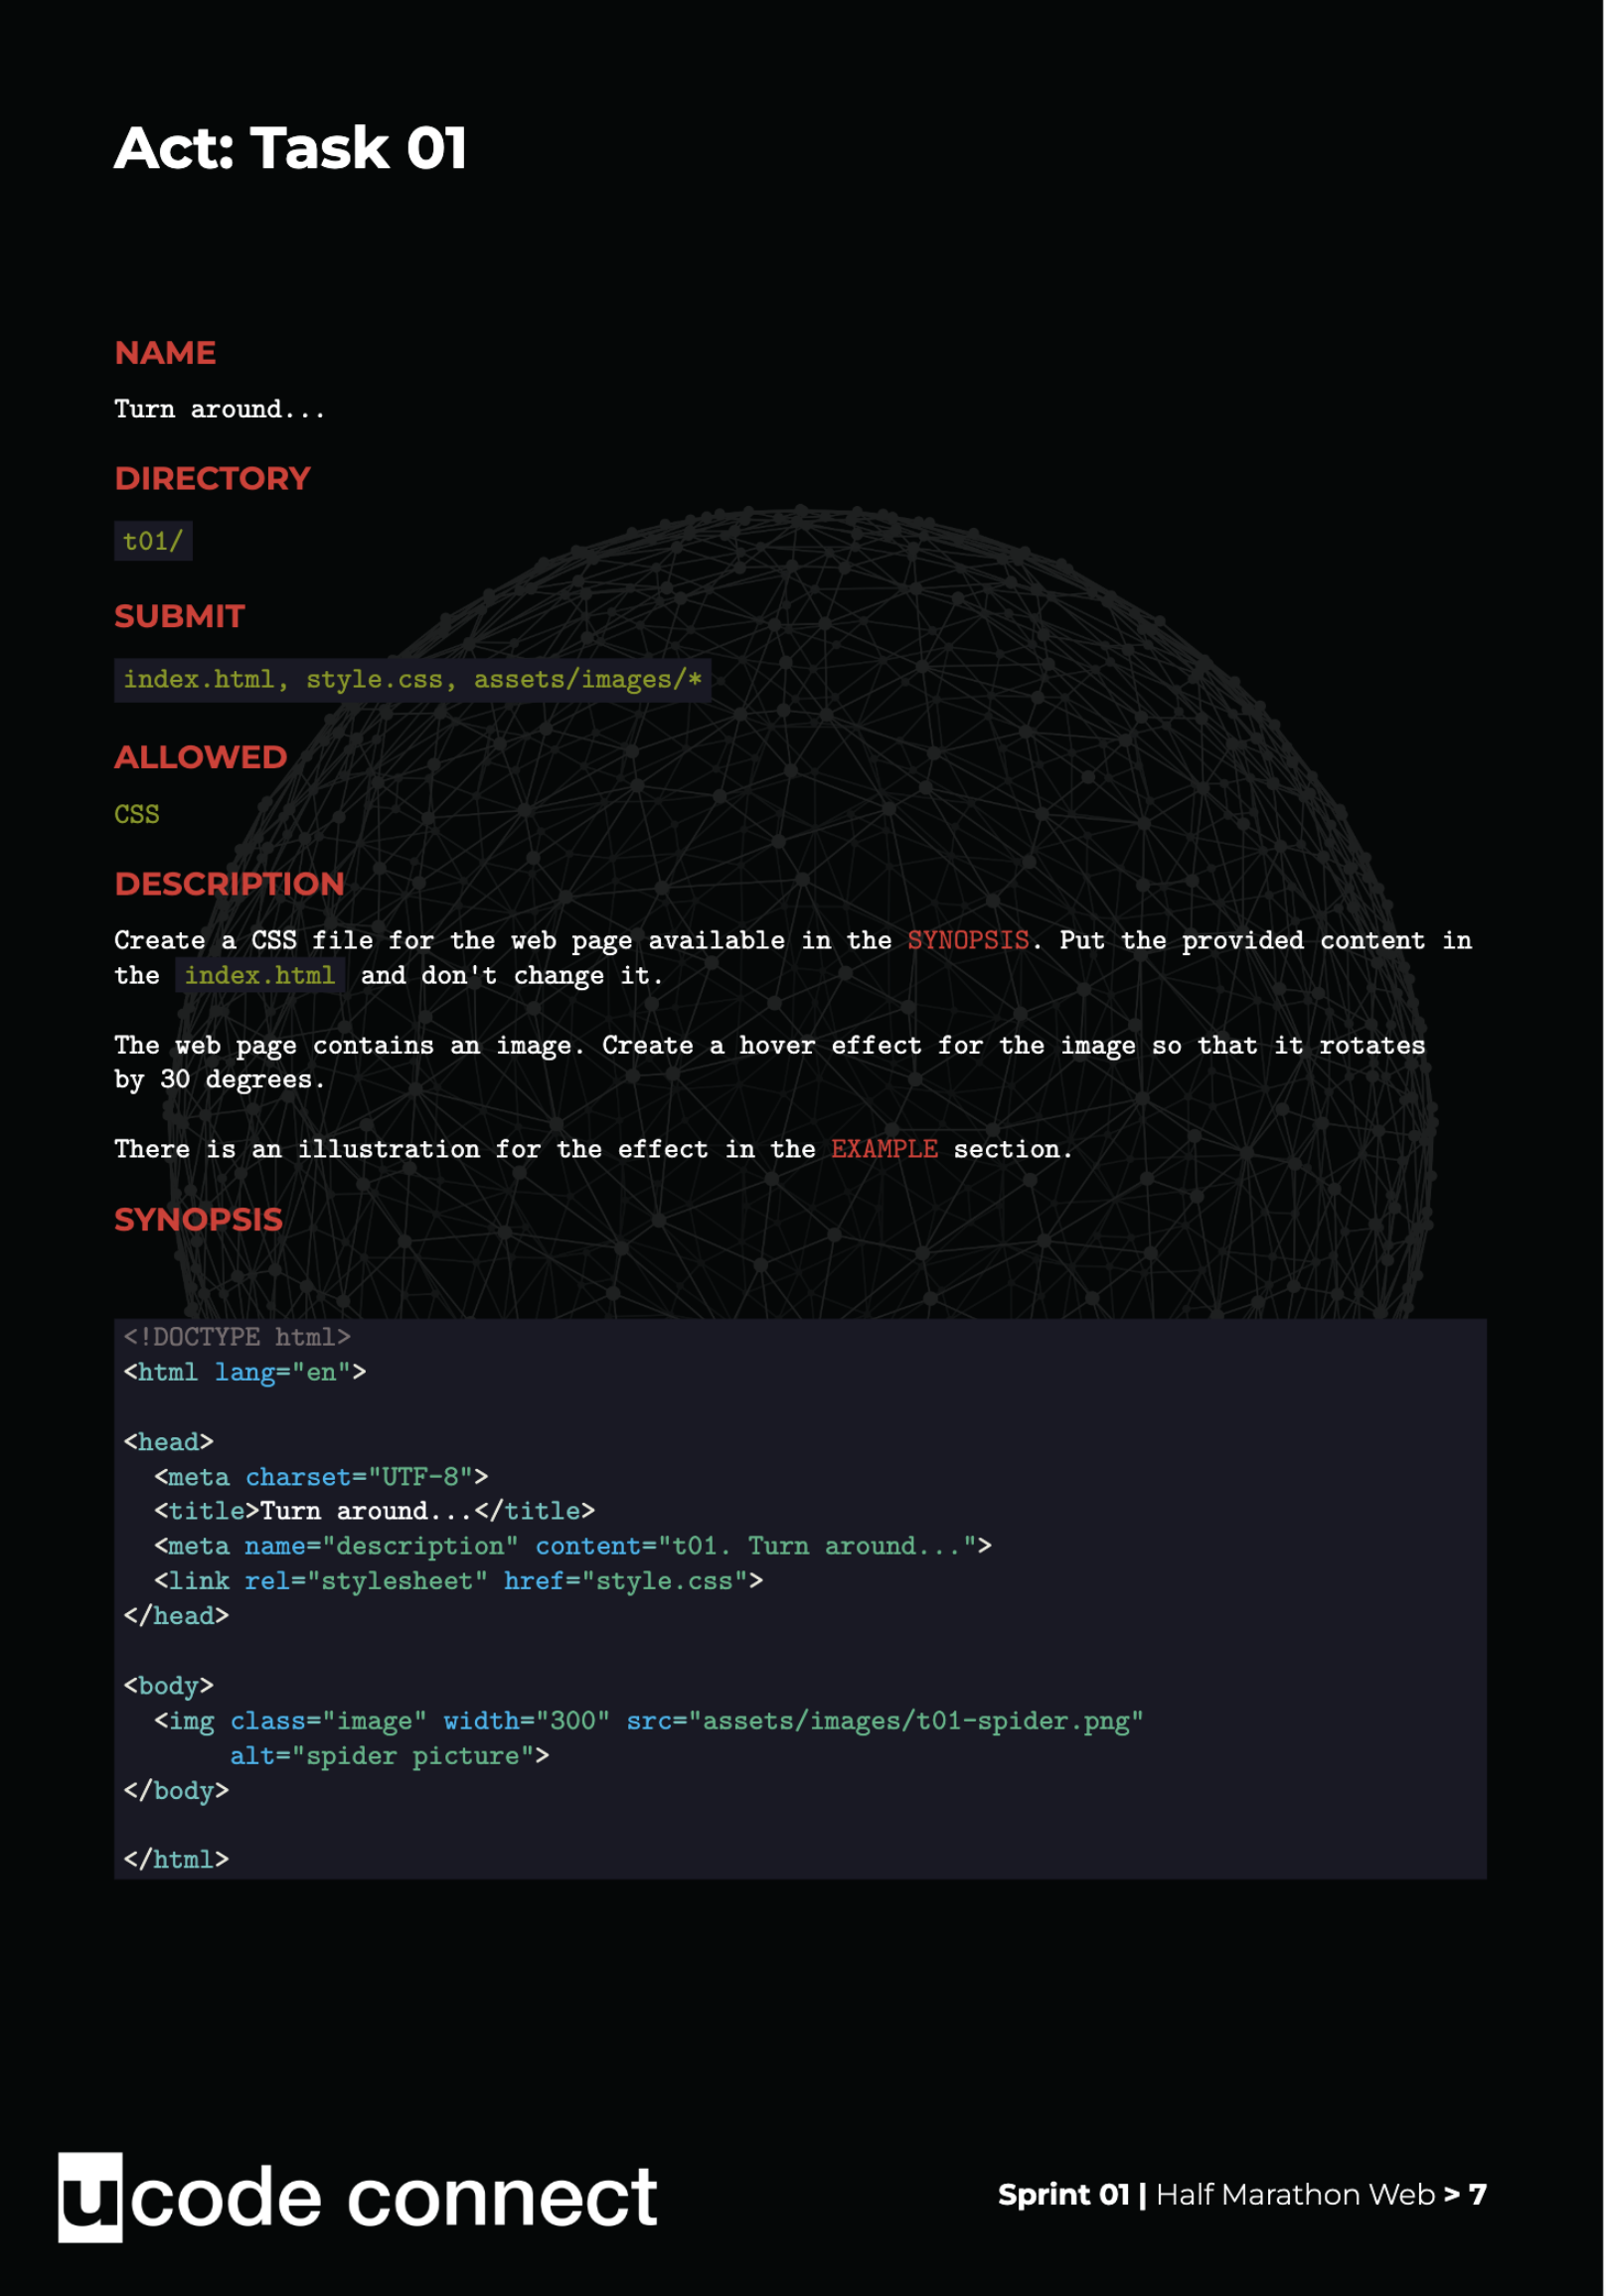 Act: Task 01
NAME
Turn around...
DIRECTORY
t01/
SUBMIT
index.html, style.css, assets/images/*
ALLOWED
CSS
DESCRIPTION
Create a CSS file for the web page available in the SYNOPSIS. Put the provided content in
the index.html and don't change it.
The web page contains an image. Create a hover effect for the image so that it rotates
by 30 degrees.
There is an illustration for the effect in the EXAMPLE section.
SYNOPSIS
<!DOCTYPE html>
<html lang="en">
<head>
  <meta charset="UTF-8">
  <title>Turn around...</title>
  <meta name="description" content="t01. Turn around...">
  <link rel="stylesheet" href="style.css">
</head>
<body>
  <img class="image" width="300" src="assets/images/t01-spider.png"
       alt="spider picture">
</body>
</html>
ucode connect
Sprint 01 | Half Marathon Web > 7